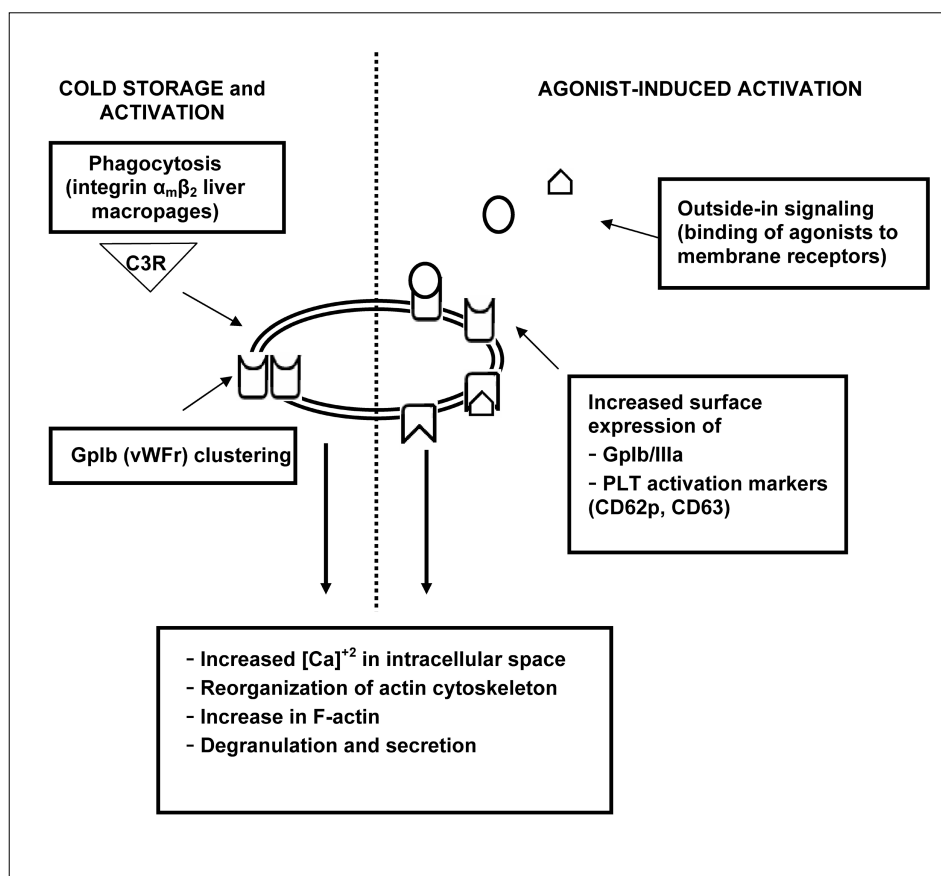 COLD STORAGE and
ACTIVATION
Phagocytosis
(integrin αₘβ₂ liver
macropages)
C3R
GpIb (vWFr) clustering
AGONIST-INDUCED ACTIVATION
Outside-in signaling
(binding of agonists to
membrane receptors)
Increased surface
expression of
- GpIb/IIIa
- PLT activation markers
(CD62p, CD63)
- Increased [Ca]⁺² in intracellular space
- Reorganization of actin cytoskeleton
- Increase in F-actin
- Degranulation and secretion